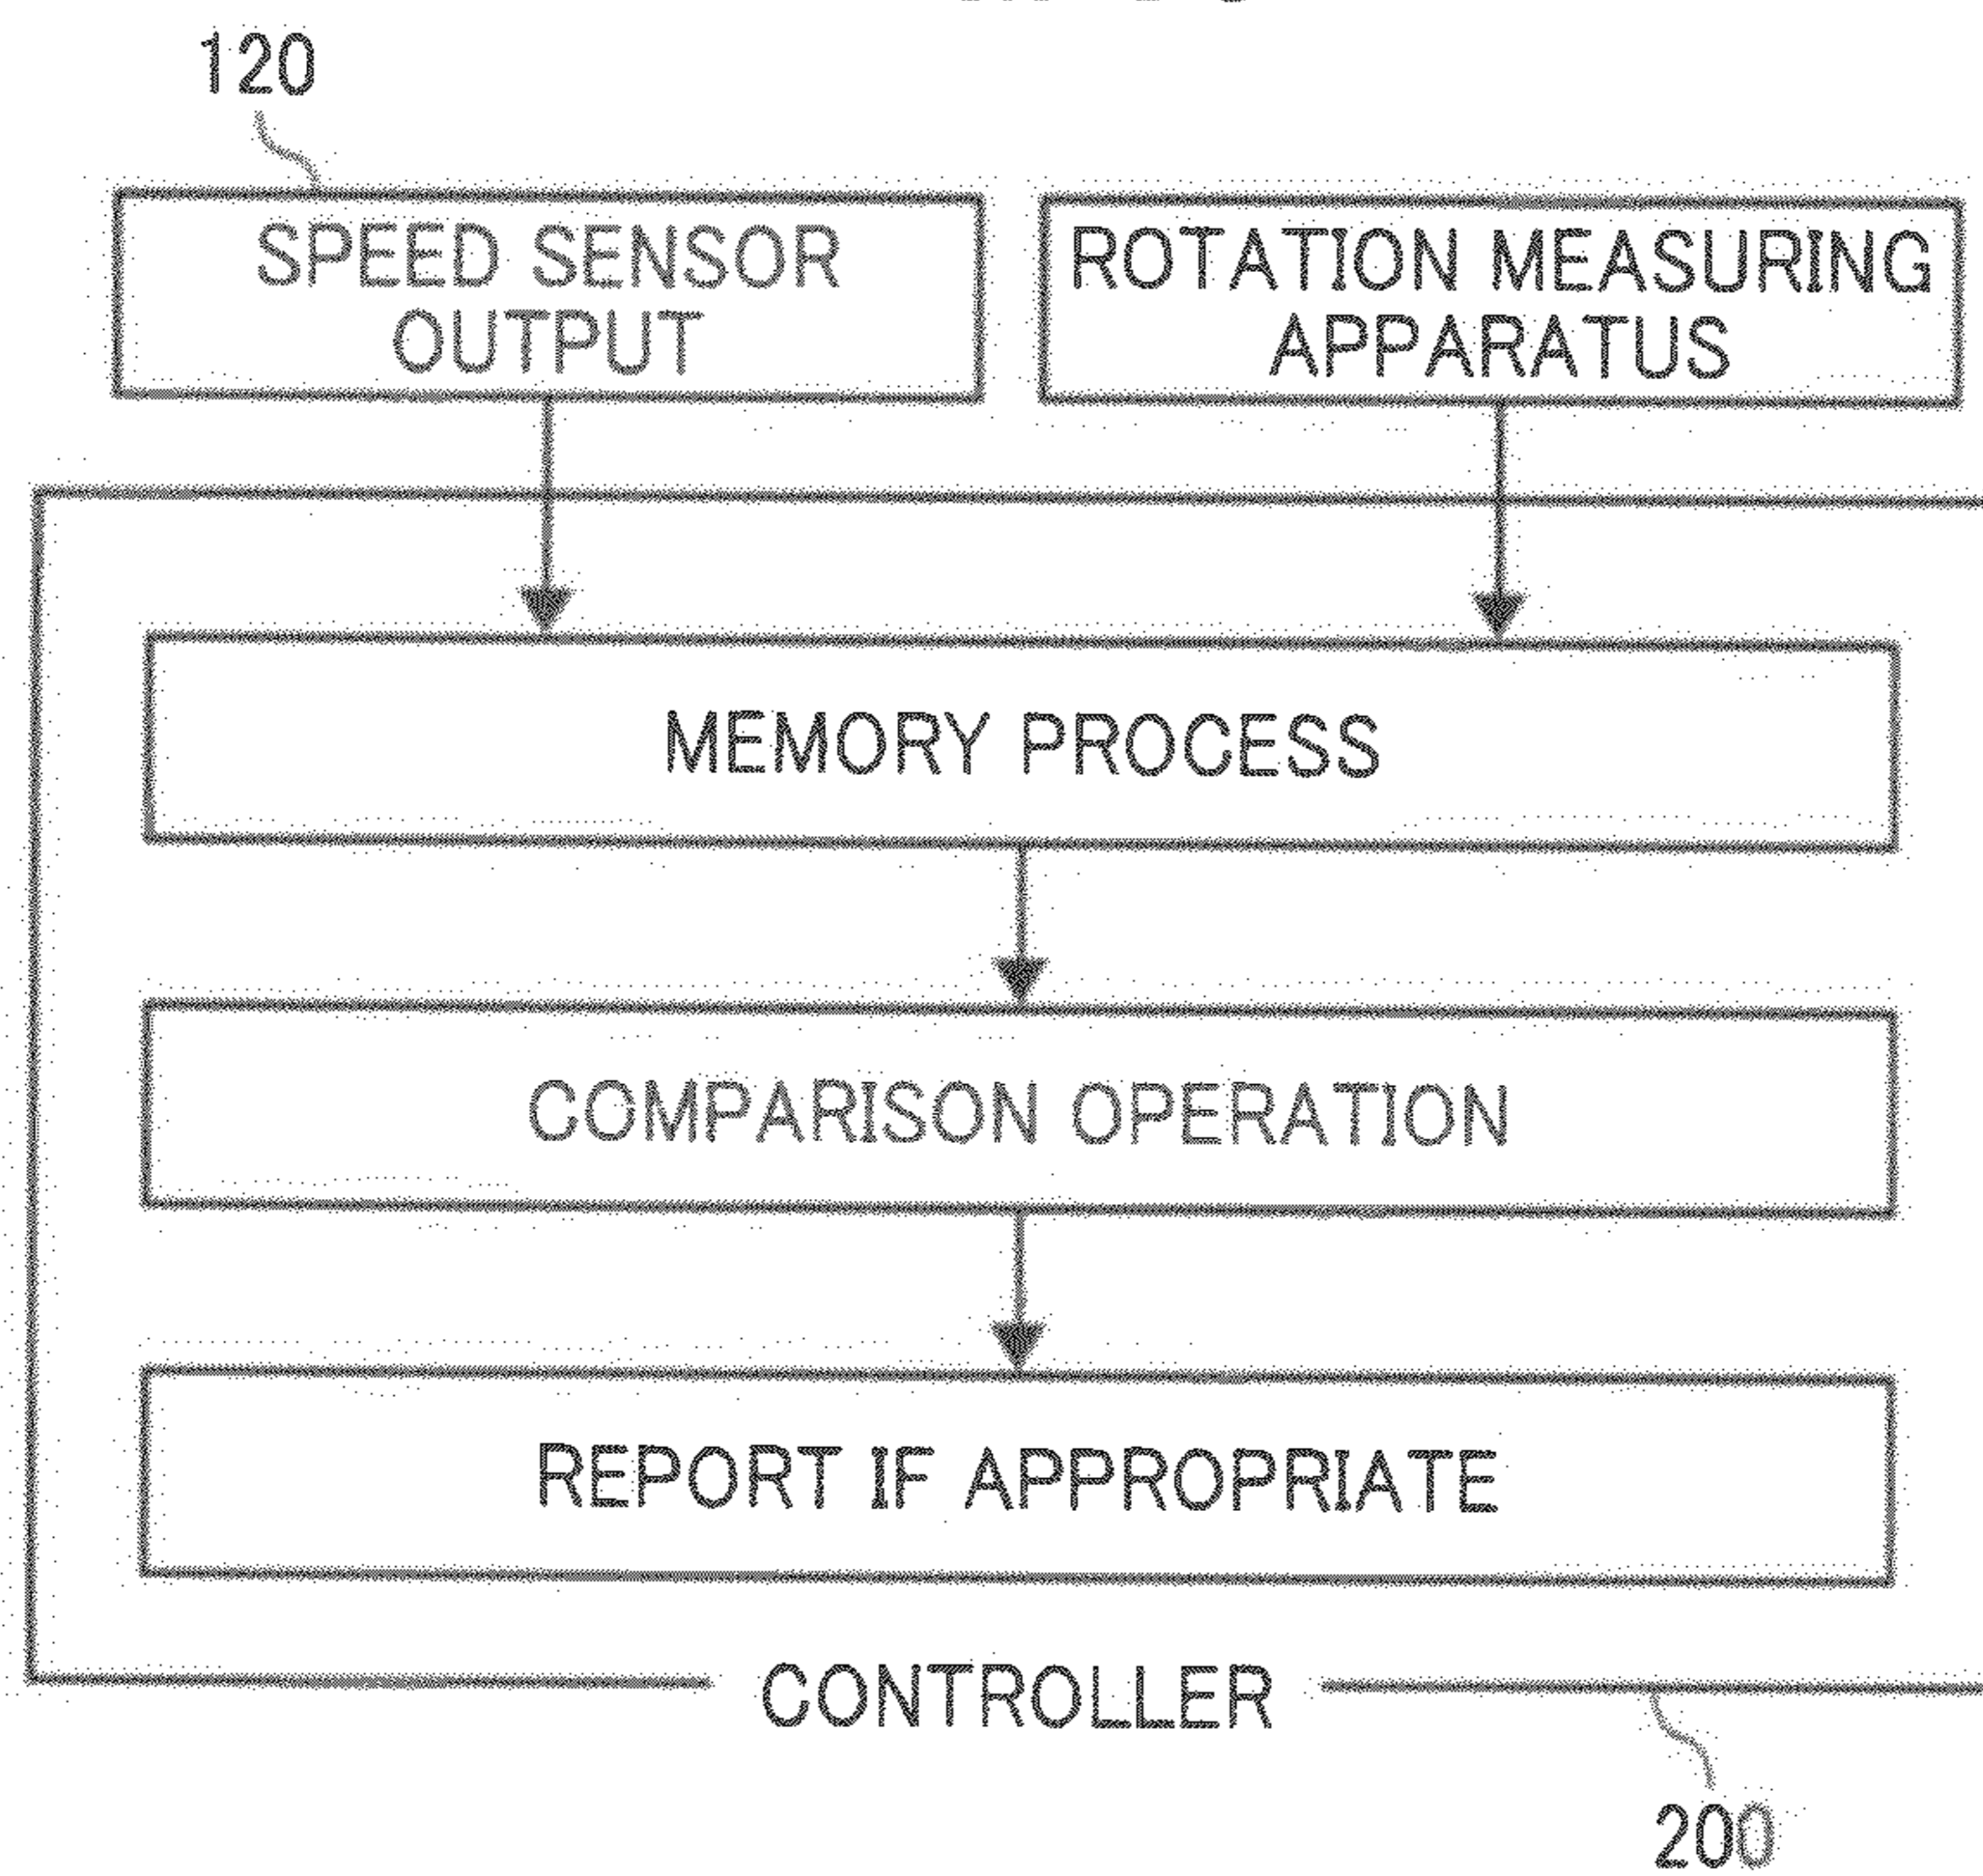 120
SPEED SENSOR
OUTPUT
ROTATION MEASURING
APPARATUS
MEMORY PROCESS
COMPARISON OPERATION
REPORT IF APPROPRIATE
CONTROLLER
200